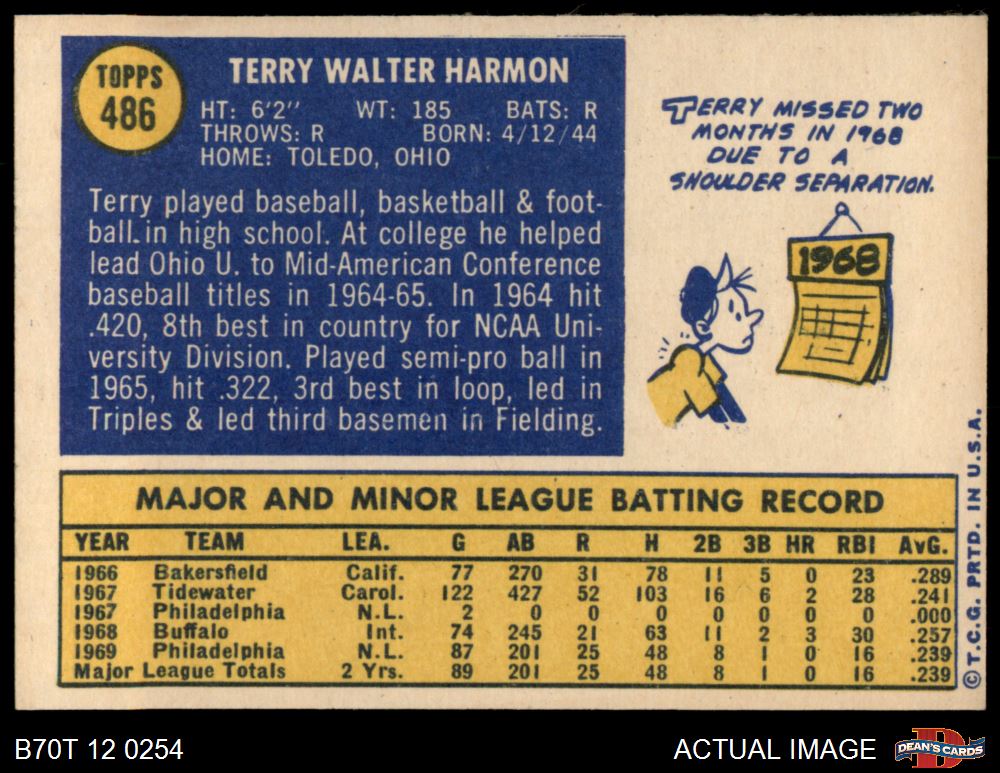 TOPPS
486
TERRY WALTER HARMON
HT: 6'2" WT: 185 BATS: R
THROWS: R BORN: 4/12/44
HOME: TOLEDO, OHIO
Terry played baseball, basketball & foot-
ball in high school. At college he helped
lead Ohio U. to Mid-American Conference
baseball titles in 1964-65. In 1964 hit
.420, 8th best in country for NCAA Uni-
versity Division. Played semi-pro ball in
1965, hit .322, 3rd best in loop, led in
Triples & led third basemen in Fielding.
TERRY MISSED TWO
MONTHS IN 1968
DUE TO A
SHOULDER SEPARATION.
1968
MAJOR AND MINOR LEAGUE BATTING RECORD
YEAR TEAM LEA. G AB R H 2B 3B HR RBI AvG.
1966 Bakersfield Calif. 77 270 31 78 11 5 0 23 .289
1967 Tidewater Carol. 122 427 52 103 16 6 2 28 .241
1967 Philadelphia N.L. 2 0 0 0 0 0 0 0 .000
1968 Buffalo Int. 74 245 21 63 11 2 3 30 .257
1969 Philadelphia N.L. 87 201 25 48 8 1 0 16 .239
Major League Totals 2 Yrs. 89 201 25 48 8 1 0 16 .239
© T.C.G. PRTD. IN U.S.A.
B70T 12 0254
ACTUAL IMAGE
D
DEAN'S CARDS